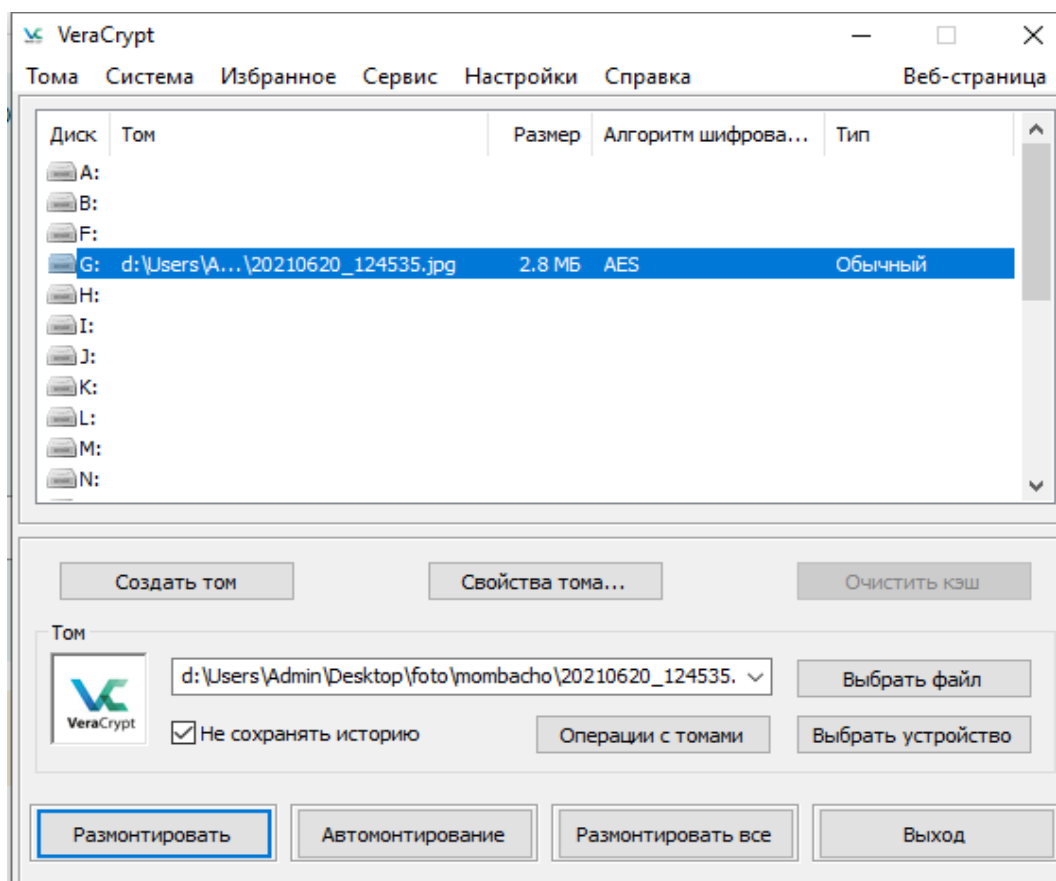 VeraCrypt
Тома Система Избранное Сервис Настройки Справка Веб-страница
Диск Том Размер Алгоритм шифрова... Тип
A:
B:
F:
G: d:\Users\A...\20210620_124535.jpg 2.8 МБ AES Обычный
H:
I:
J:
K:
L:
M:
N:
Создать том Свойства тома... Очистить кэш
Том
d:\Users\Admin\Desktop\foto\mombacho\20210620_124535. Выбрать файл
VeraCrypt
Не сохранять историю Операции с томами Выбрать устройство
Размонтировать Автомонтирование Размонтировать все Выход